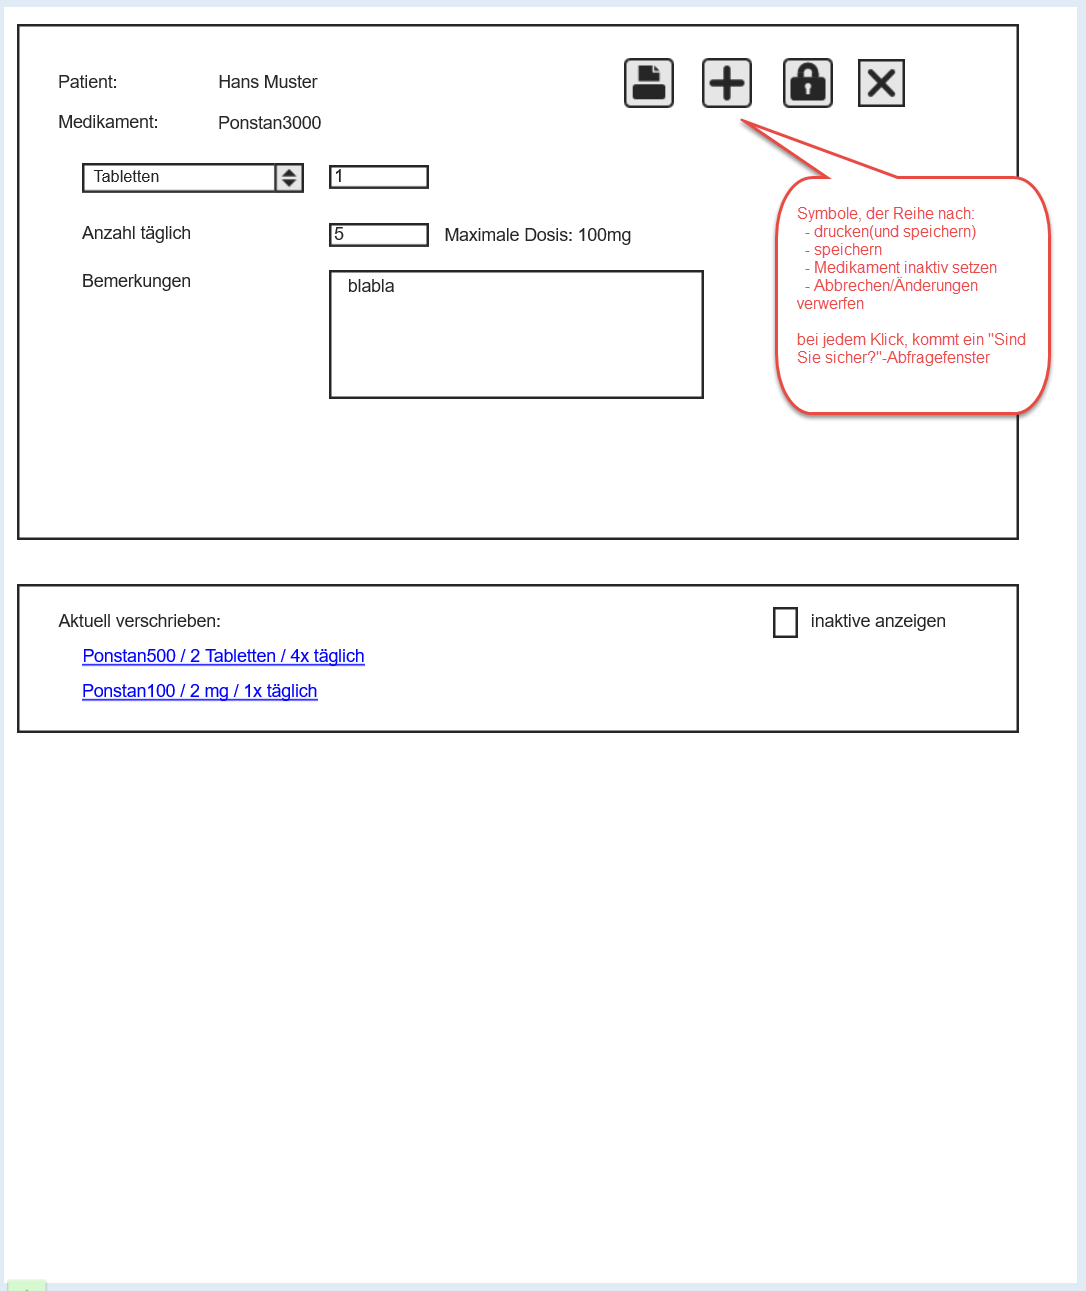 Patient: Hans Muster
Medikament: Ponstan3000
Tabletten 1
Anzahl täglich 5 Maximale Dosis: 100mg
Bemerkungen blabla
Symbole, der Reihe nach:
- drucken(und speichern)
- speichern
- Medikament inaktiv setzen
- Abbrechen/Änderungen
verwerfen
bei jedem Klick, kommt ein "Sind
Sie sicher?"-Abfragefenster
Aktuell verschrieben: inaktive anzeigen
Ponstan500 / 2 Tabletten / 4x täglich
Ponstan100 / 2 mg / 1x täglich